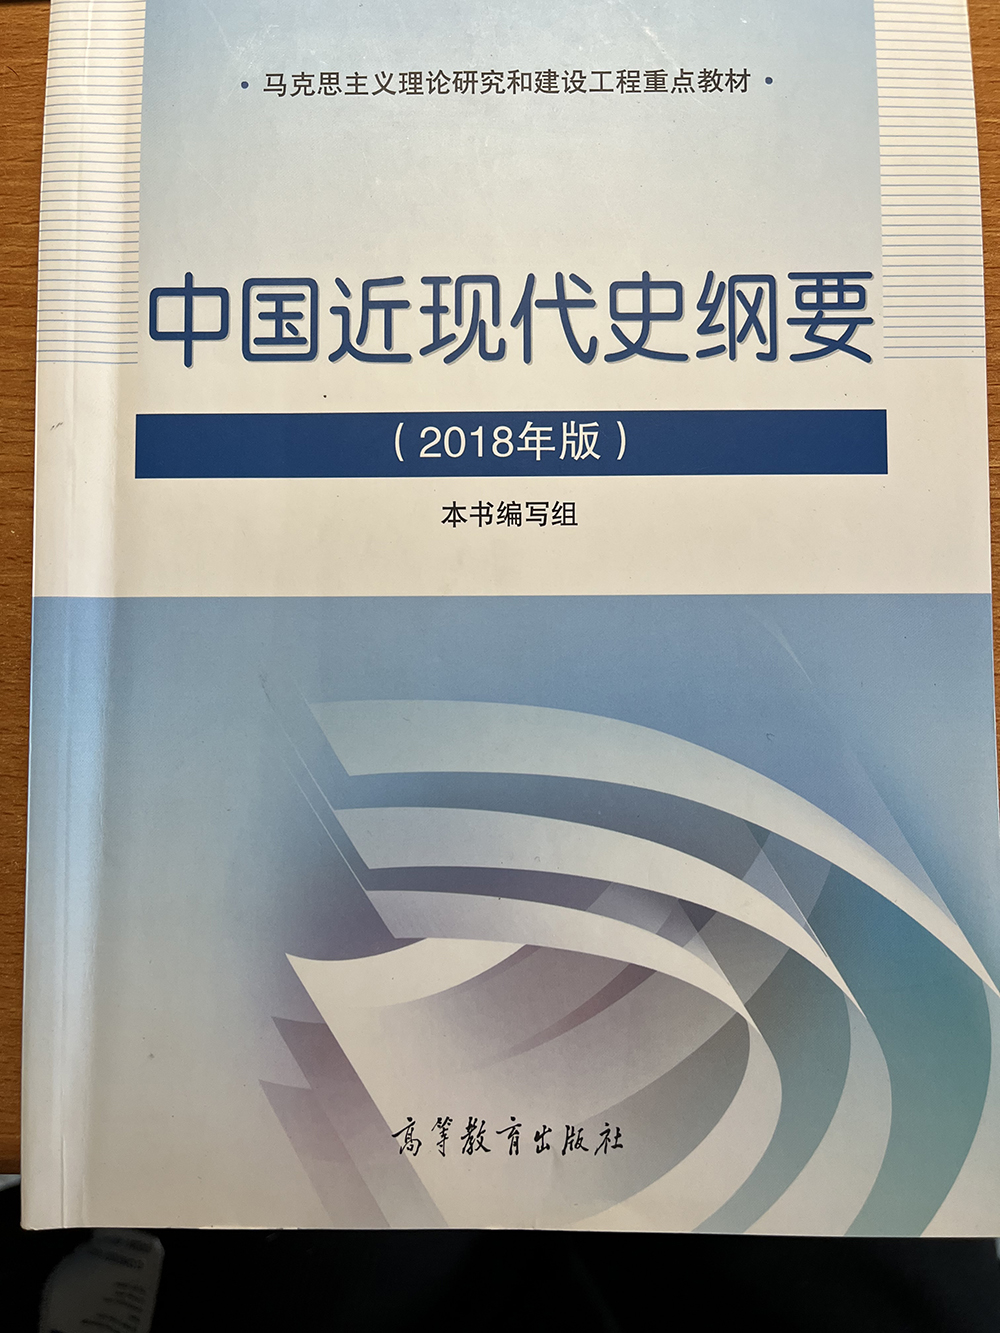 · 马克思主义理论研究和建设工程重点教材 ·
中国近现代史纲要
（2018年版）
本书编写组
高等教育出版社